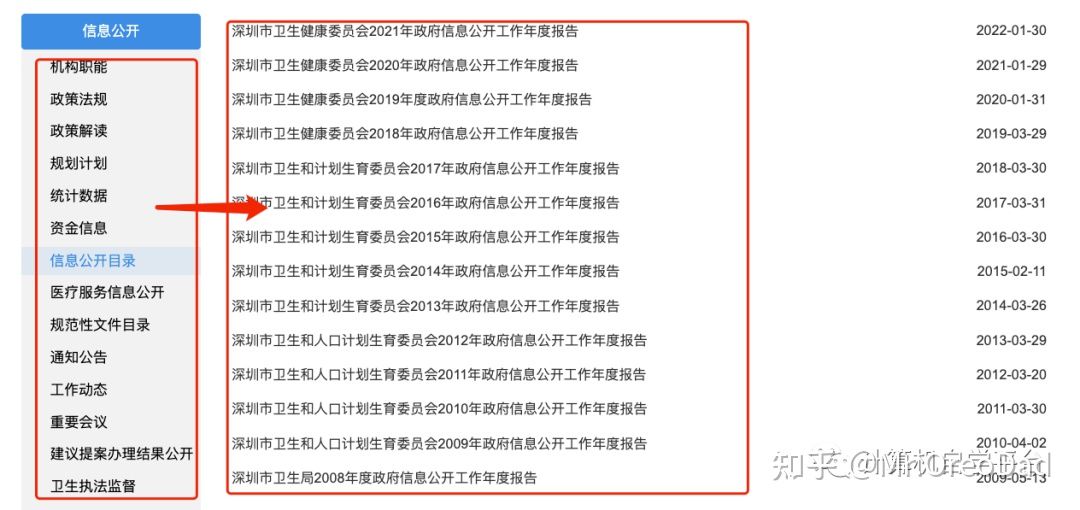 信息公开
机构职能
政策法规
政策解读
规划计划
统计数据
资金信息
信息公开目录
医疗服务信息公开
规范性文件目录
通知公告
工作动态
重要会议
建议提案办理结果公开
卫生执法监督
深圳市卫生健康委员会2021年政府信息公开工作年度报告 2022-01-30
深圳市卫生健康委员会2020年政府信息公开工作年度报告 2021-01-29
深圳市卫生健康委员会2019年度政府信息公开工作年度报告 2020-01-31
深圳市卫生健康委员会2018年政府信息公开工作年度报告 2019-03-29
深圳市卫生和计划生育委员会2017年政府信息公开工作年度报告 2018-03-30
深圳市卫生和计划生育委员会2016年政府信息公开工作年度报告 2017-03-31
深圳市卫生和计划生育委员会2015年政府信息公开工作年度报告 2016-03-30
深圳市卫生和计划生育委员会2014年政府信息公开工作年度报告 2015-02-11
深圳市卫生和计划生育委员会2013年政府信息公开工作年度报告 2014-03-26
深圳市卫生和人口计划生育委员会2012年政府信息公开工作年度报告 2013-03-29
深圳市卫生和人口计划生育委员会2011年政府信息公开工作年度报告 2012-03-20
深圳市卫生和人口计划生育委员会2010年政府信息公开工作年度报告 2011-03-30
深圳市卫生和人口计划生育委员会2009年政府信息公开工作年度报告 2010-04-02
深圳市卫生局2008年度政府信息公开工作年度报告 2009-05-13
知乎